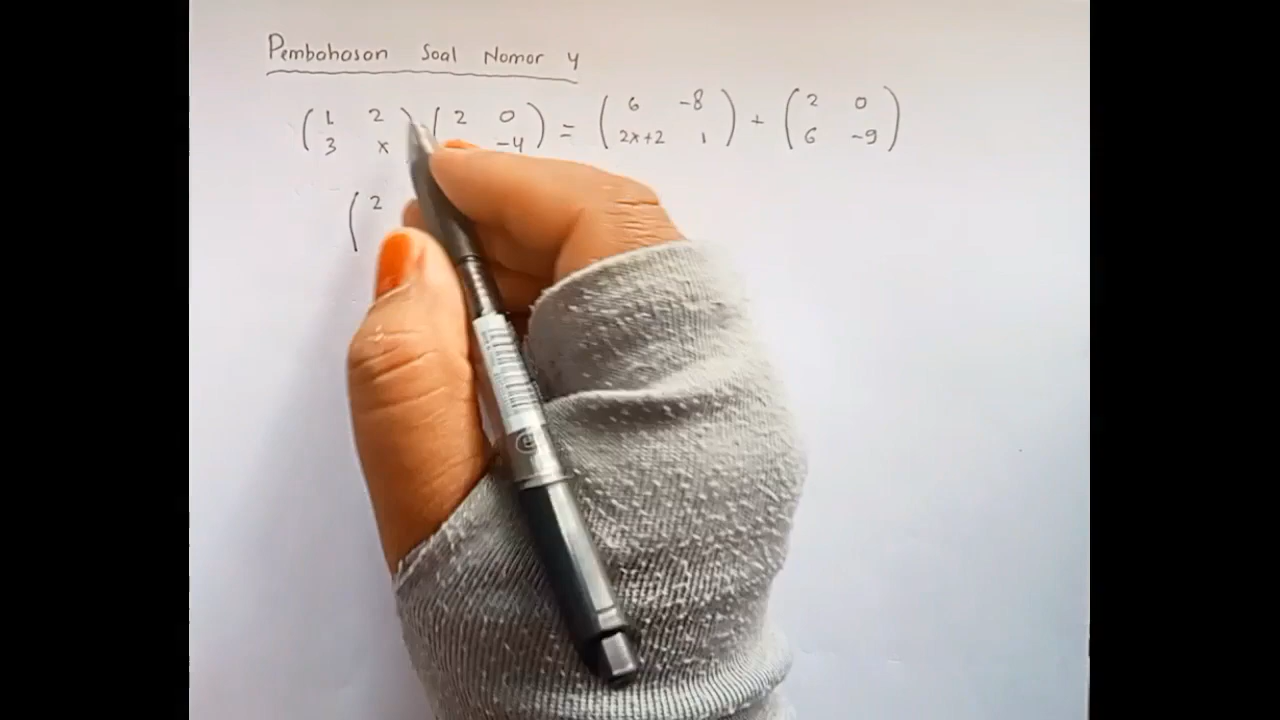 Pembahasan Soal Nomor 4
( 1 2 ) ( 2 0 ) = ( 6 -8 ) + ( 2 0 )
3 x -4 2x+2 1 6 -9
( 2